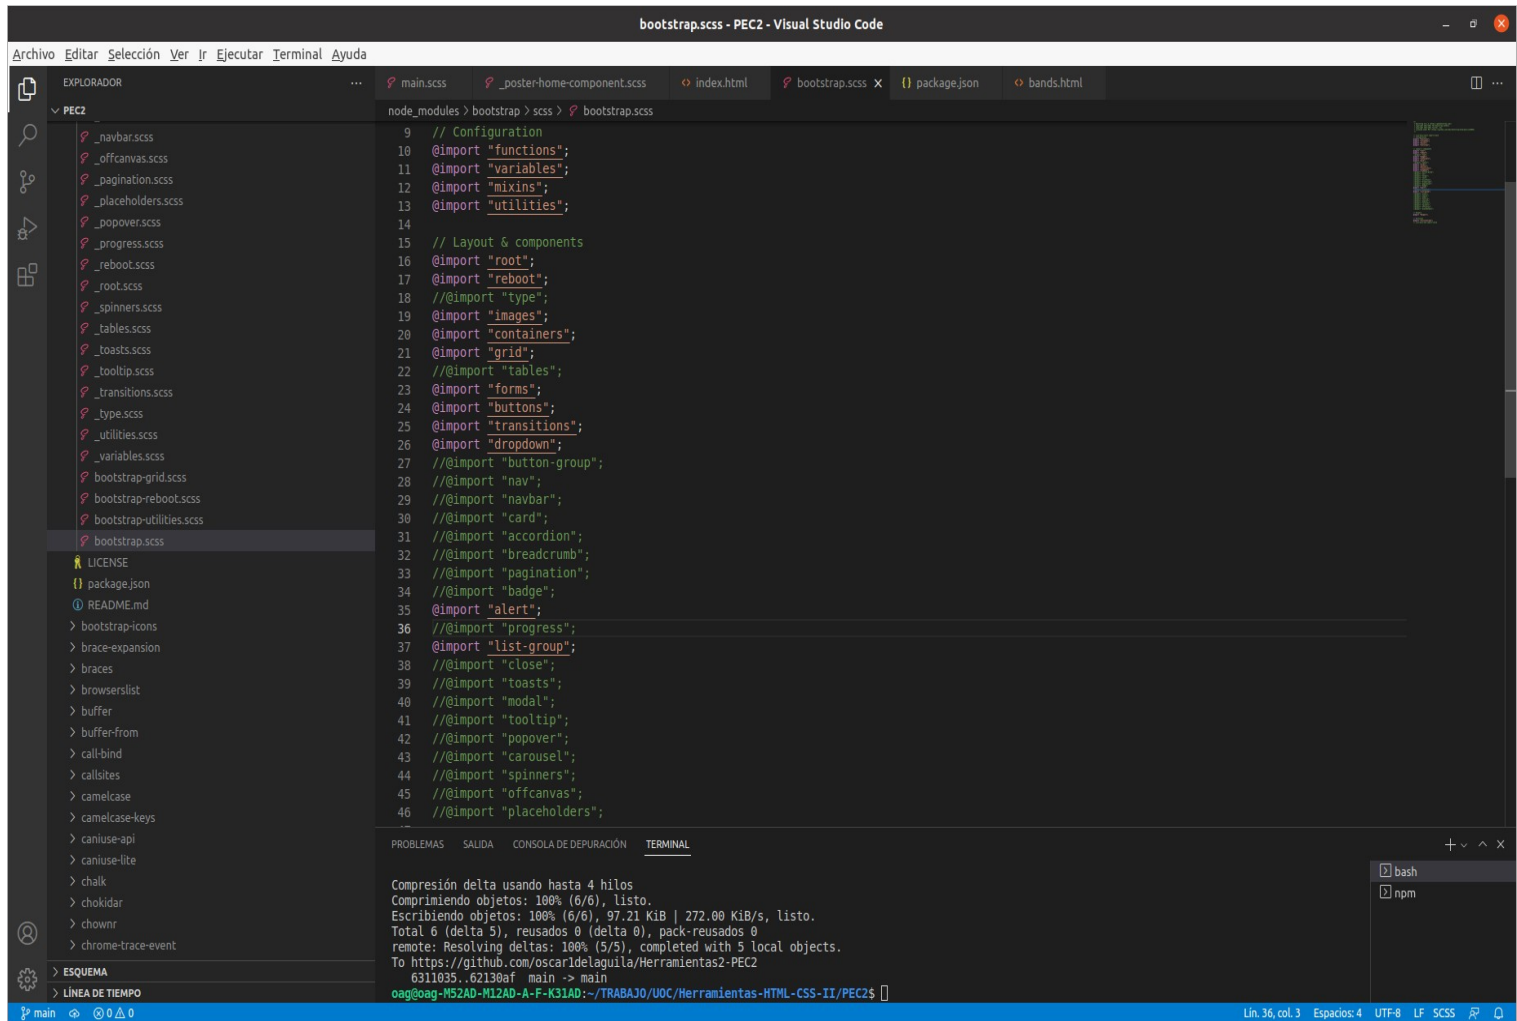 bootstrap.scss - PEC2 - Visual Studio Code
Archivo Editar Selección Ver Ir Ejecutar Terminal Ayuda
EXPLORADOR
PEC2
_navbar.scss
_offcanvas.scss
_pagination.scss
_placeholders.scss
_popover.scss
_progress.scss
_reboot.scss
_root.scss
_spinners.scss
_tables.scss
_toasts.scss
_tooltip.scss
_transitions.scss
_type.scss
_utilities.scss
_variables.scss
bootstrap-grid.scss
bootstrap-reboot.scss
bootstrap-utilities.scss
bootstrap.scss
LICENSE
package.json
README.md
bootstrap-icons
brace-expansion
braces
browserslist
buffer
buffer-from
call-bind
callsites
camelcase
camelcase-keys
caniuse-api
caniuse-lite
chalk
chokidar
chownr
chrome-trace-event
ESQUEMA
LÍNEA DE TIEMPO
main.scss _poster-home-component.scss index.html bootstrap.scss package.json bands.html
node_modules > bootstrap > scss > bootstrap.scss
9 // Configuration
10 @import "functions";
11 @import "variables";
12 @import "mixins";
13 @import "utilities";
14
15 // Layout & components
16 @import "root";
17 @import "reboot";
18 //@import "type";
19 @import "images";
20 @import "containers";
21 @import "grid";
22 //@import "tables";
23 @import "forms";
24 @import "buttons";
25 @import "transitions";
26 @import "dropdown";
27 //@import "button-group";
28 //@import "nav";
29 //@import "navbar";
30 //@import "card";
31 //@import "accordion";
32 //@import "breadcrumb";
33 //@import "pagination";
34 //@import "badge";
35 @import "alert";
36 //@import "progress";
37 @import "list-group";
38 //@import "close";
39 //@import "toasts";
40 //@import "modal";
41 //@import "tooltip";
42 //@import "popover";
43 //@import "carousel";
44 //@import "spinners";
45 //@import "offcanvas";
46 //@import "placeholders";
PROBLEMAS SALIDA CONSOLA DE DEPURACIÓN TERMINAL
Compresión delta usando hasta 4 hilos
Comprimiendo objetos: 100% (6/6), listo.
Escribiendo objetos: 100% (6/6), 97.21 KiB | 272.00 KiB/s, listo.
Total 6 (delta 5), reusados 0 (delta 0), pack-reusados 0
remote: Resolving deltas: 100% (5/5), completed with 5 local objects.
To https://github.com/oscar1delaguila/Herramientas2-PEC2
6311035..62130af main -> main
oag@oag-M52AD-M12AD-A-F-K31AD:~/TRABAJO/UOC/Herramientas-HTML-CSS-II/PEC2$
bash
npm
main 0 0
Lín. 36, col. 3 Espacios: 4 UTF-8 LF SCSS